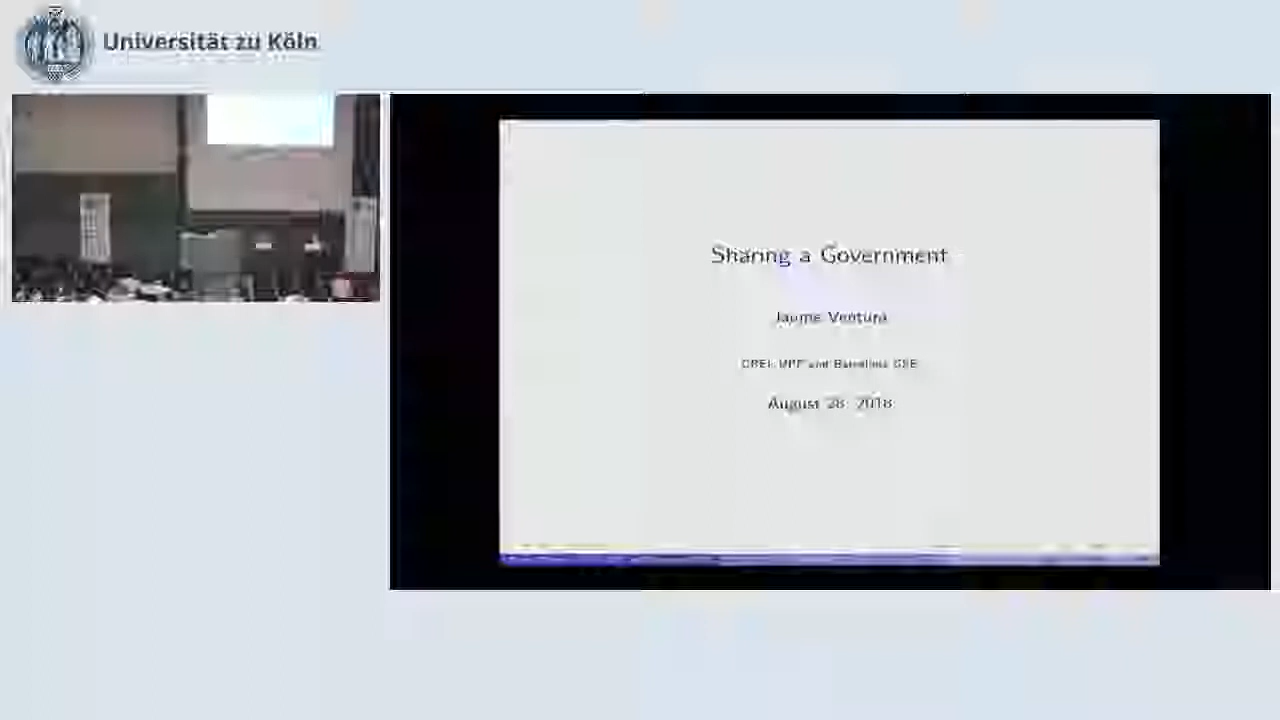 Universität zu Köln
Sharing a Government
Jaume Ventura
CREI, UPF and Barcelona GSE
August 28, 2018